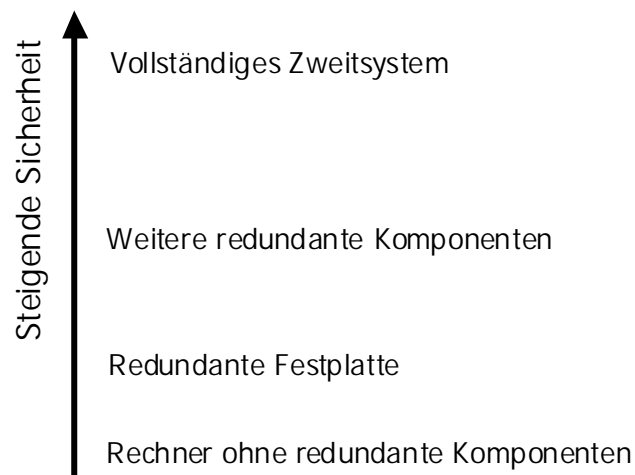 Steigende Sicherheit
Vollständiges Zweitsystem
Weitere redundante Komponenten
Redundante Festplatte
Rechner ohne redundante Komponenten